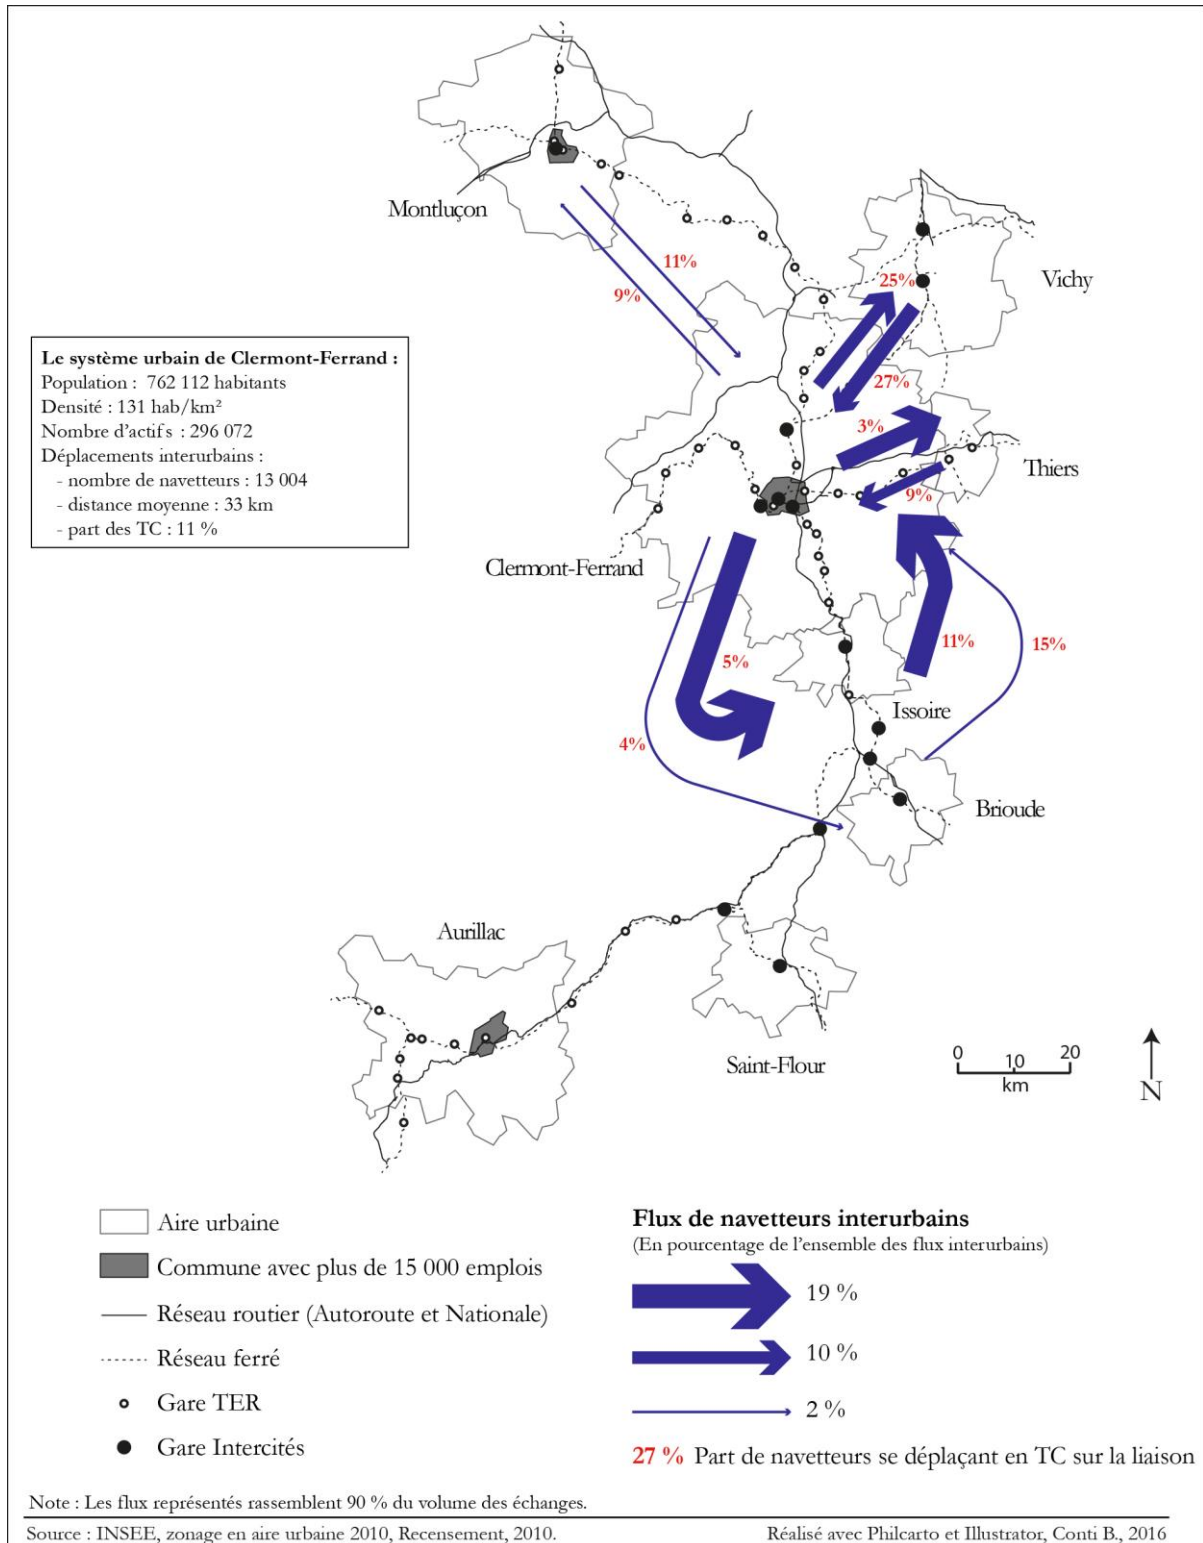 Montluçon
11%
9%
25%
Vichy
27%
Le système urbain de Clermont-Ferrand :
Population : 762 112 habitants
Densité : 131 hab/km²
Nombre d'actifs : 296 072
Déplacements interurbains :
- nombre de navetteurs : 13 004
- distance moyenne : 33 km
- part des TC : 11 %
3%
Thiers
9%
Clermont-Ferrand
5%
11%
15%
Issoire
4%
Brioude
Aurillac
Saint-Flour
0 10 20
km
N
Aire urbaine
Commune avec plus de 15 000 emplois
Réseau routier (Autoroute et Nationale)
Réseau ferré
Gare TER
Gare Intercités
Flux de navetteurs interurbains
(En pourcentage de l'ensemble des flux interurbains)
19 %
10 %
2 %
27 % Part de navetteurs se déplaçant en TC sur la liaison
Note : Les flux représentés rassemblent 90 % du volume des échanges.
Source : INSEE, zonage en aire urbaine 2010, Recensement, 2010.
Réalisé avec Philcarto et Illustrator, Conti B., 2016